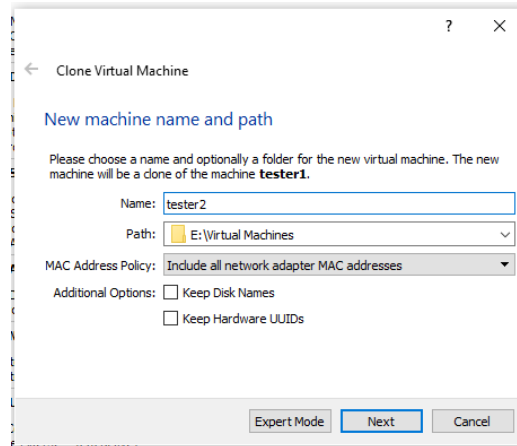 ?
Clone Virtual Machine
New machine name and path
Please choose a name and optionally a folder for the new virtual machine. The new
machine will be a clone of the machine tester1.
Name: tester2
Path: E:\Virtual Machines
MAC Address Policy: Include all network adapter MAC addresses
Additional Options: Keep Disk Names
Keep Hardware UUIDs
Expert Mode Next Cancel